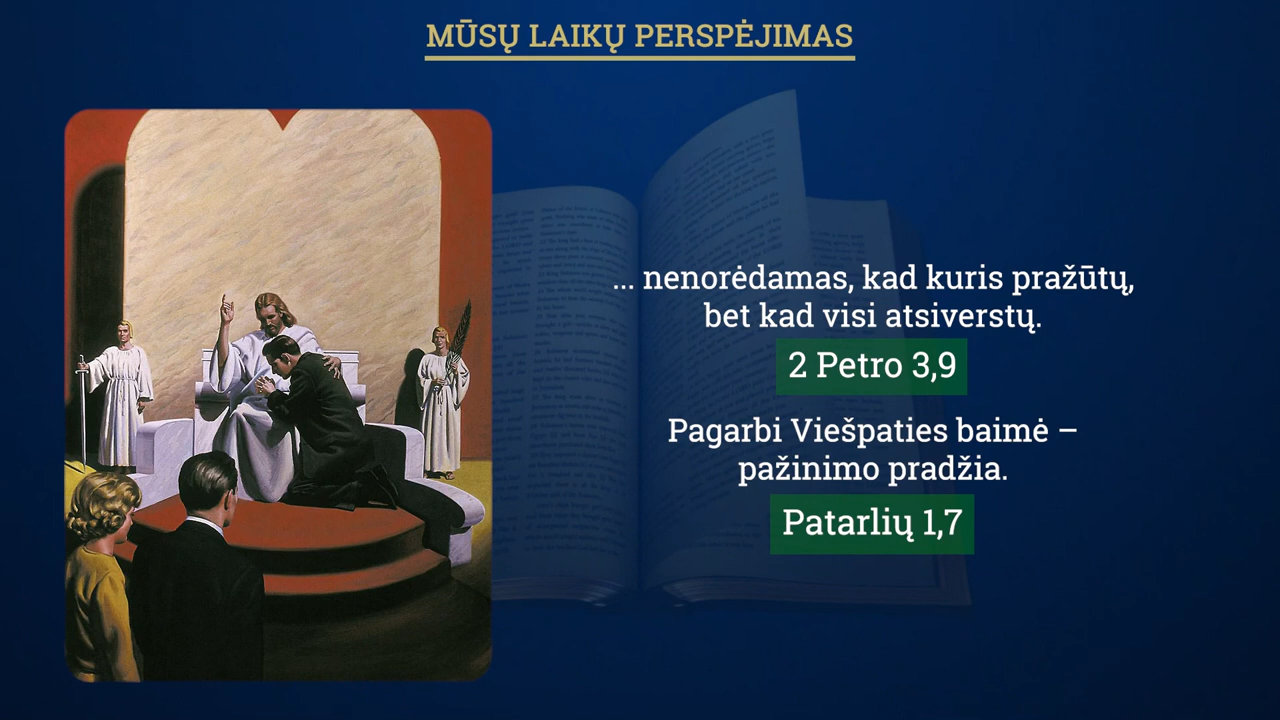 MŪSŲ LAIKŲ PERSPĖJIMAS
... nenorėdamas, kad kuris pražūtų,
bet kad visi atsiverstų.
2 Petro 3,9
Pagarbi Viešpaties baimė –
pažinimo pradžia.
Patarlių 1,7